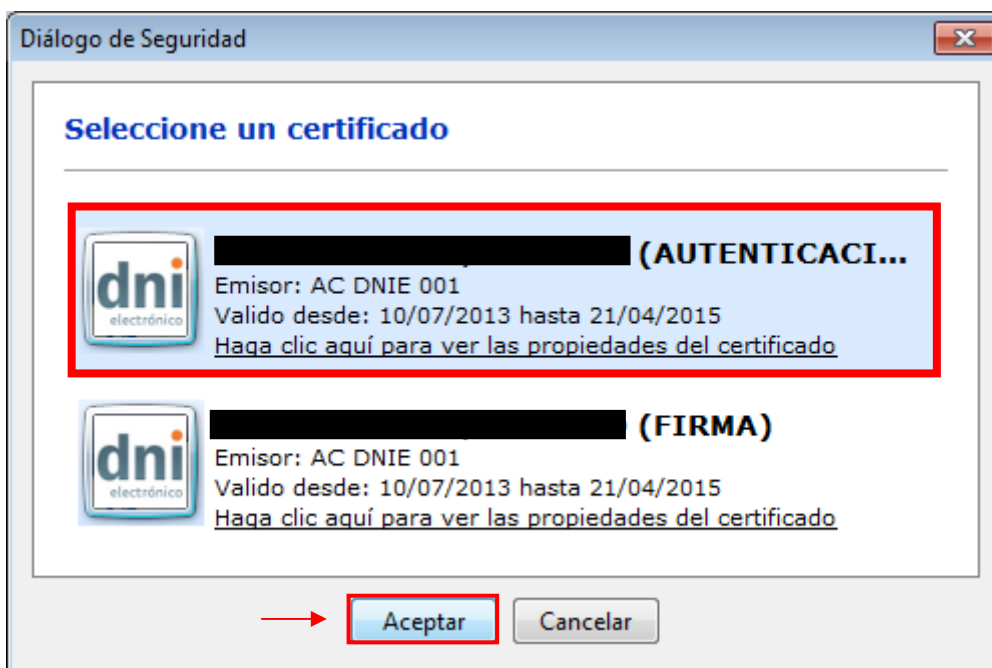 Diálogo de Seguridad
Seleccione un certificado
dni
electrónico
(AUTENTICACI...
Emisor: AC DNIE 001
Valido desde: 10/07/2013 hasta 21/04/2015
Haga clic aquí para ver las propiedades del certificado
dni
electrónico
(FIRMA)
Emisor: AC DNIE 001
Valido desde: 10/07/2013 hasta 21/04/2015
Haga clic aquí para ver las propiedades del certificado
Aceptar
Cancelar